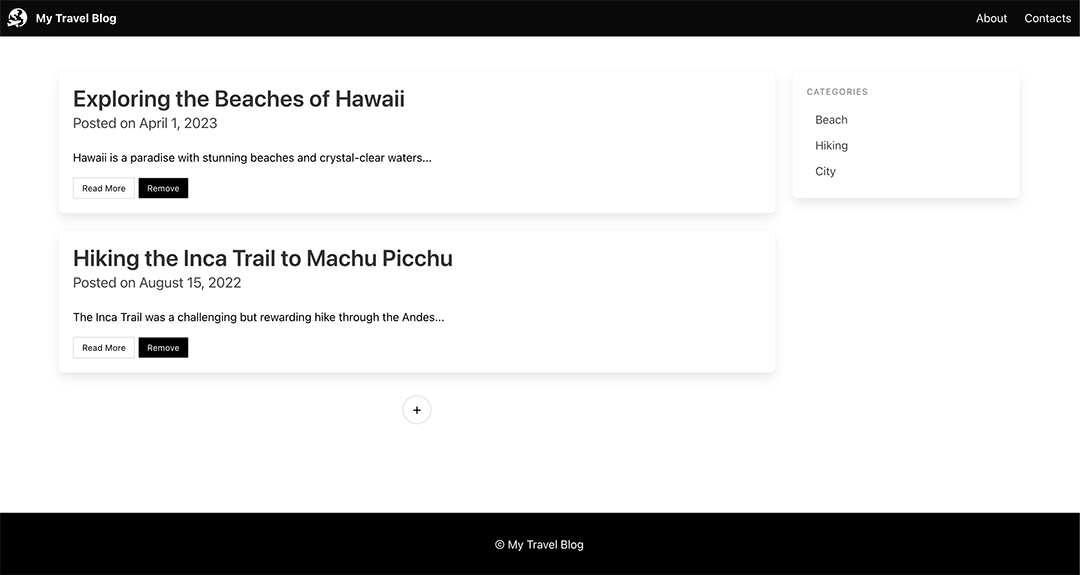 My Travel Blog
About
Contacts
Exploring the Beaches of Hawaii
Posted on April 1, 2023
Hawaii is a paradise with stunning beaches and crystal-clear waters...
Read More
Remove
Hiking the Inca Trail to Machu Picchu
Posted on August 15, 2022
The Inca Trail was a challenging but rewarding hike through the Andes...
Read More
Remove
+
CATEGORIES
Beach
Hiking
City
© My Travel Blog